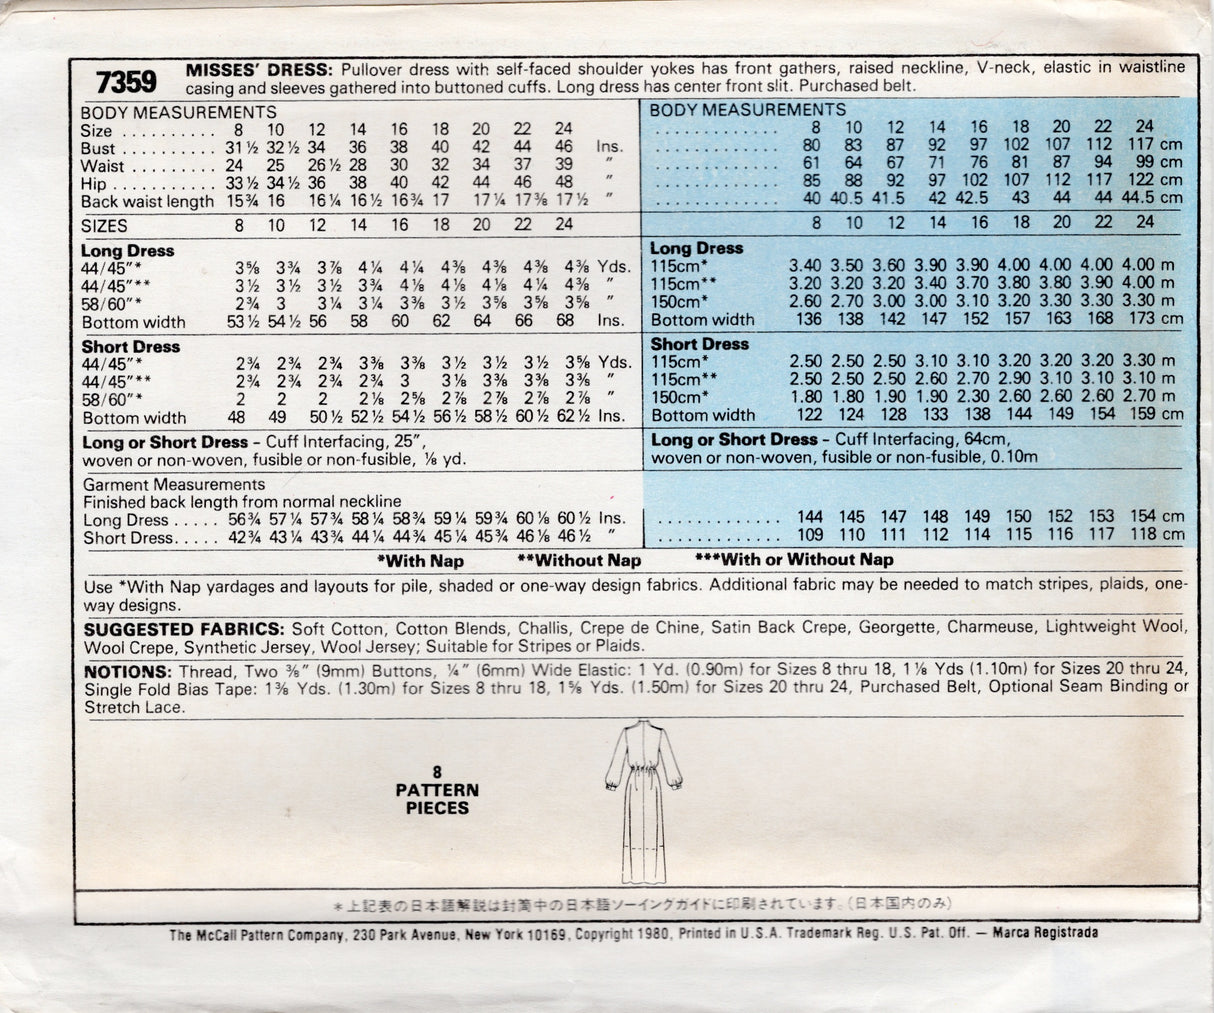 7359
MISSES' DRESS: Pullover dress with self-faced shoulder yokes has front gathers, raised neckline, V-neck, elastic in waistline
casing and sleeves gathered into buttoned cuffs. Long dress has center front slit. Purchased belt.
BODY MEASUREMENTS
Size .......... 8 10 12 14 16 18 20 22 24
Bust .......... 31½ 32½ 34 36 38 40 42 44 46 Ins.
Waist ......... 24 25 26½ 28 30 32 34 37 39 "
Hip ........... 33½ 34½ 36 38 40 42 44 46 48 "
Back waist length 15¾ 16 16¼ 16½ 16¾ 17 17¼ 17⅜ 17½ "
SIZES 8 10 12 14 16 18 20 22 24
Long Dress
44/45"* 3⅝ 3¾ 3⅞ 4¼ 4¼ 4⅜ 4⅜ 4⅜ 4⅜ Yds.
44/45"** 3½ 3½ 3½ 3¾ 4⅛ 4⅛ 4⅛ 4¼ 4⅜ "
58/60"* 2¾ 3 3¼ 3¼ 3⅜ 3½ 3⅝ 3⅝ 3⅝ "
Bottom width 53½ 54½ 56 58 60 62 64 66 68 Ins.
Short Dress
44/45"* 2¾ 2¾ 2¾ 3⅜ 3⅜ 3½ 3½ 3½ 3⅝ Yds.
44/45"** 2¾ 2¾ 2¾ 2¾ 3 3⅛ 3⅜ 3⅜ 3⅜ "
58/60"* 2 2 2 2⅛ 2⅝ 2⅞ 2⅞ 2⅞ 2⅞ "
Bottom width 48 49 50½ 52½ 54½ 56½ 58½ 60½ 62½ Ins.
Long or Short Dress – Cuff Interfacing, 25",
woven or non-woven, fusible or non-fusible, ⅛ yd.
Garment Measurements
Finished back length from normal neckline
Long Dress ..... 56¾ 57¼ 57¾ 58¼ 58¾ 59¼ 59¾ 60⅛ 60½ Ins.
Short Dress..... 42¾ 43¼ 43¾ 44¼ 44¾ 45¼ 45¾ 46⅛ 46½ "
BODY MEASUREMENTS
.............. 8 10 12 14 16 18 20 22 24
.............. 80 83 87 92 97 102 107 112 117 cm
.............. 61 64 67 71 76 81 87 94 99 cm
.............. 85 88 92 97 102 107 112 117 122 cm
.............. 40 40.5 41.5 42 42.5 43 44 44 44.5 cm
8 10 12 14 16 18 20 22 24
Long Dress
115cm* 3.40 3.50 3.60 3.90 3.90 4.00 4.00 4.00 4.00 m
115cm** 3.20 3.20 3.20 3.40 3.70 3.80 3.80 3.90 4.00 m
150cm* 2.60 2.70 3.00 3.00 3.10 3.20 3.30 3.30 3.30 m
Bottom width 136 138 142 147 152 157 163 168 173 cm
Short Dress
115cm* 2.50 2.50 2.50 3.10 3.10 3.20 3.20 3.20 3.30 m
115cm** 2.50 2.50 2.50 2.60 2.70 2.90 3.10 3.10 3.10 m
150cm* 1.80 1.80 1.90 1.90 2.30 2.60 2.60 2.60 2.70 m
Bottom width 122 124 128 133 138 144 149 154 159 cm
Long or Short Dress – Cuff Interfacing, 64cm,
woven or non-woven, fusible or non-fusible, 0.10m
............. 144 145 147 148 149 150 152 153 154 cm
............. 109 110 111 112 114 115 116 117 118 cm
*With Nap **Without Nap ***With or Without Nap
Use *With Nap yardages and layouts for pile, shaded or one-way design fabrics. Additional fabric may be needed to match stripes, plaids, one-
way designs.
SUGGESTED FABRICS: Soft Cotton, Cotton Blends, Challis, Crepe de Chine, Satin Back Crepe, Georgette, Charmeuse, Lightweight Wool,
Wool Crepe, Synthetic Jersey, Wool Jersey; Suitable for Stripes or Plaids.
NOTIONS: Thread, Two ⅜" (9mm) Buttons, ¼" (6mm) Wide Elastic: 1 Yd. (0.90m) for Sizes 8 thru 18, 1⅛ Yds (1.10m) for Sizes 20 thru 24,
Single Fold Bias Tape: 1⅜ Yds. (1.30m) for Sizes 8 thru 18, 1⅝ Yds. (1.50m) for Sizes 20 thru 24, Purchased Belt, Optional Seam Binding or
Stretch Lace.
8
PATTERN
PIECES
*上記表の日本語解説は封筒中の日本語ソーイングガイドに印刷されています。(日本国内のみ)
The McCall Pattern Company, 230 Park Avenue, New York 10169, Copyright 1980, Printed in U.S.A. Trademark Reg. U.S. Pat. Off. — Marca Registrada